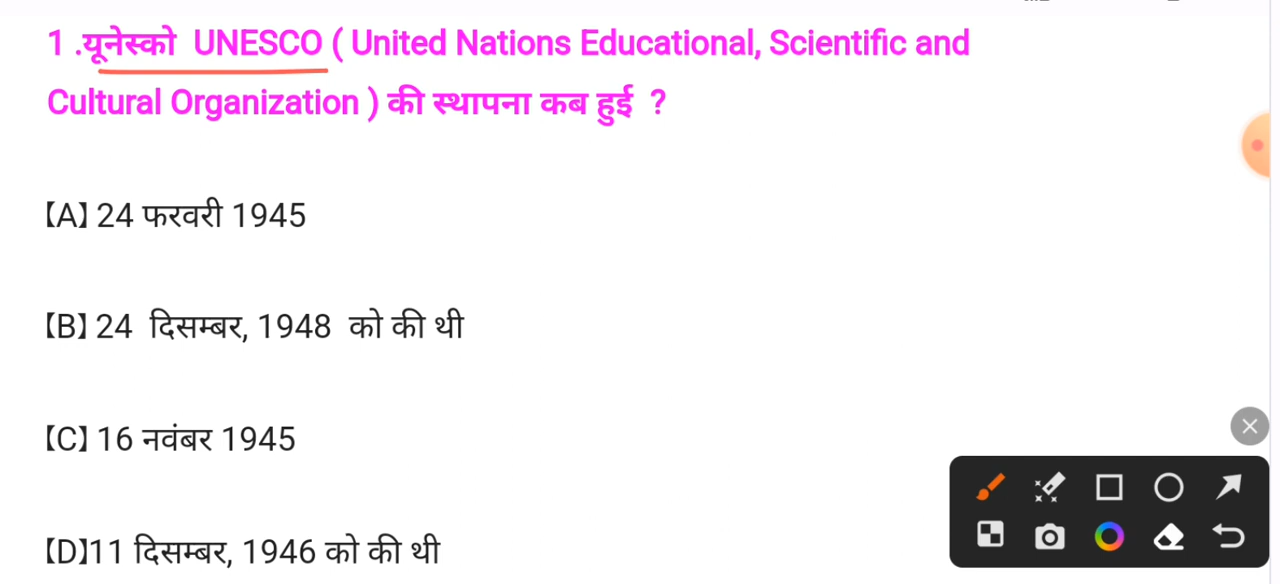 1 .यूनेस्को UNESCO ( United Nations Educational, Scientific and
Cultural Organization ) की स्थापना कब हुई ?
【A】 24 फरवरी 1945
【B】 24 दिसम्बर, 1948 को की थी
【C】 16 नवंबर 1945
【D】11 दिसम्बर, 1946 को की थी